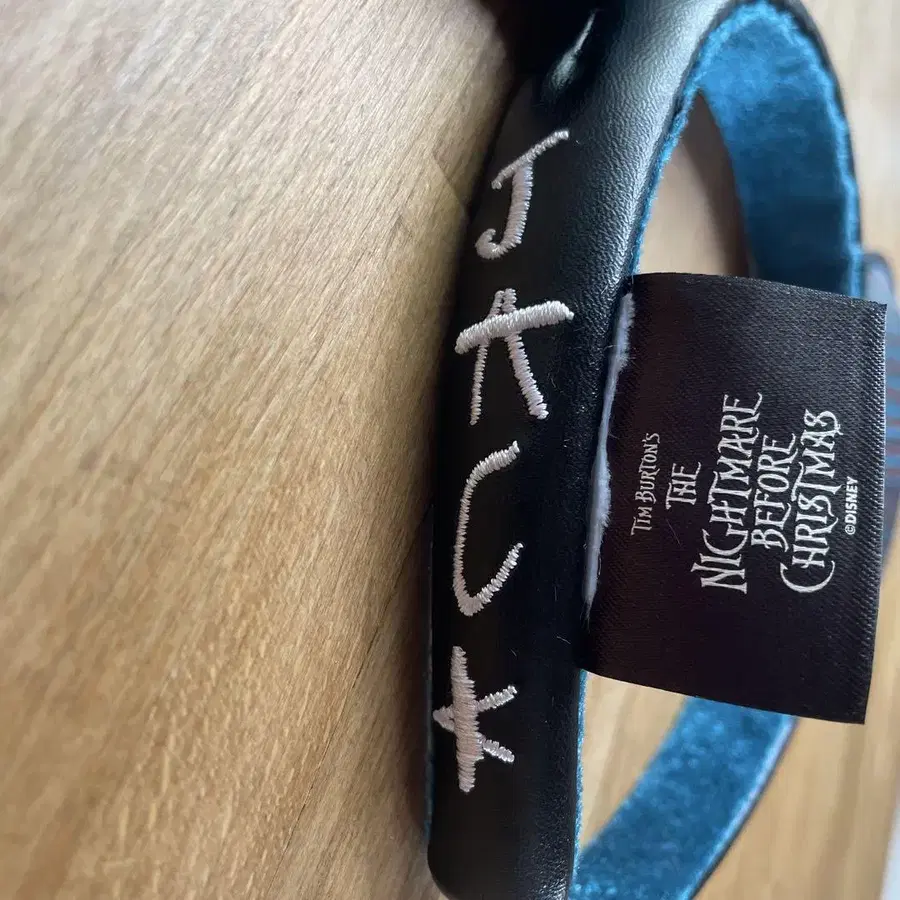 JACK
TIM BURTON'S
THE
NIGHTMARE
BEFORE
CHRISTMAS
©DISNEY